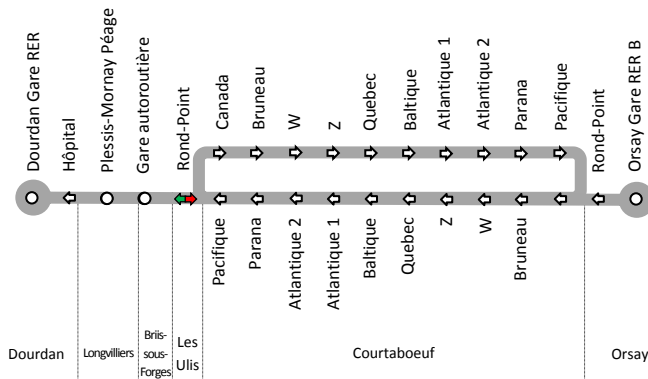 Dourdan Gare RER
Hôpital
Plessis-Mornay Péage
Gare autoroutière
Rond-Point
Canada
Bruneau
W
Z
Quebec
Baltique
Atlantique 1
Atlantique 2
Parana
Pacifique
Rond-Point
Orsay Gare RER B
Pacifique
Parana
Atlantique 2
Atlantique 1
Baltique
Quebec
Z
W
Bruneau
Dourdan
Longvilliers
Briis-
sous-
Forges
Les
Ulis
Courtaboeuf
Orsay